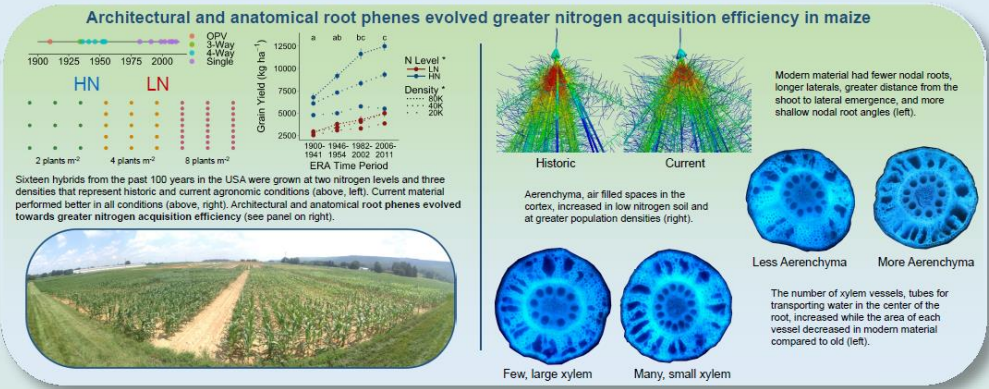 Architectural and anatomical root phenes evolved greater nitrogen acquisition efficiency in maize
OPV
3-Way
4-Way
Single
1900 1925 1950 1975 2000
HN LN
2 plants m-2 4 plants m-2 8 plants m-2
Grain Yield (kg ha-1)
12500
10000
7500
5000
2500
a ab bc c
N Level *
LN
HN
Density *
80K
40K
20K
1900- 1946- 1982- 2006-
1941 1954 2002 2011
ERA Time Period
Sixteen hybrids from the past 100 years in the USA were grown at two nitrogen levels and three
densities that represent historic and current agronomic conditions (above, left). Current material
performed better in all conditions (above, right). Architectural and anatomical root phenes evolved
towards greater nitrogen acquisition efficiency (see panel on right).
Historic Current
Modern material had fewer nodal roots,
longer laterals, greater distance from the
shoot to lateral emergence, and more
shallow nodal root angles (left).
Aerenchyma, air filled spaces in the
cortex, increased in low nitrogen soil and
at greater population densities (right).
Less Aerenchyma More Aerenchyma
The number of xylem vessels, tubes for
transporting water in the center of the
root, increased while the area of each
vessel decreased in modern material
compared to old (left).
Few, large xylem Many, small xylem